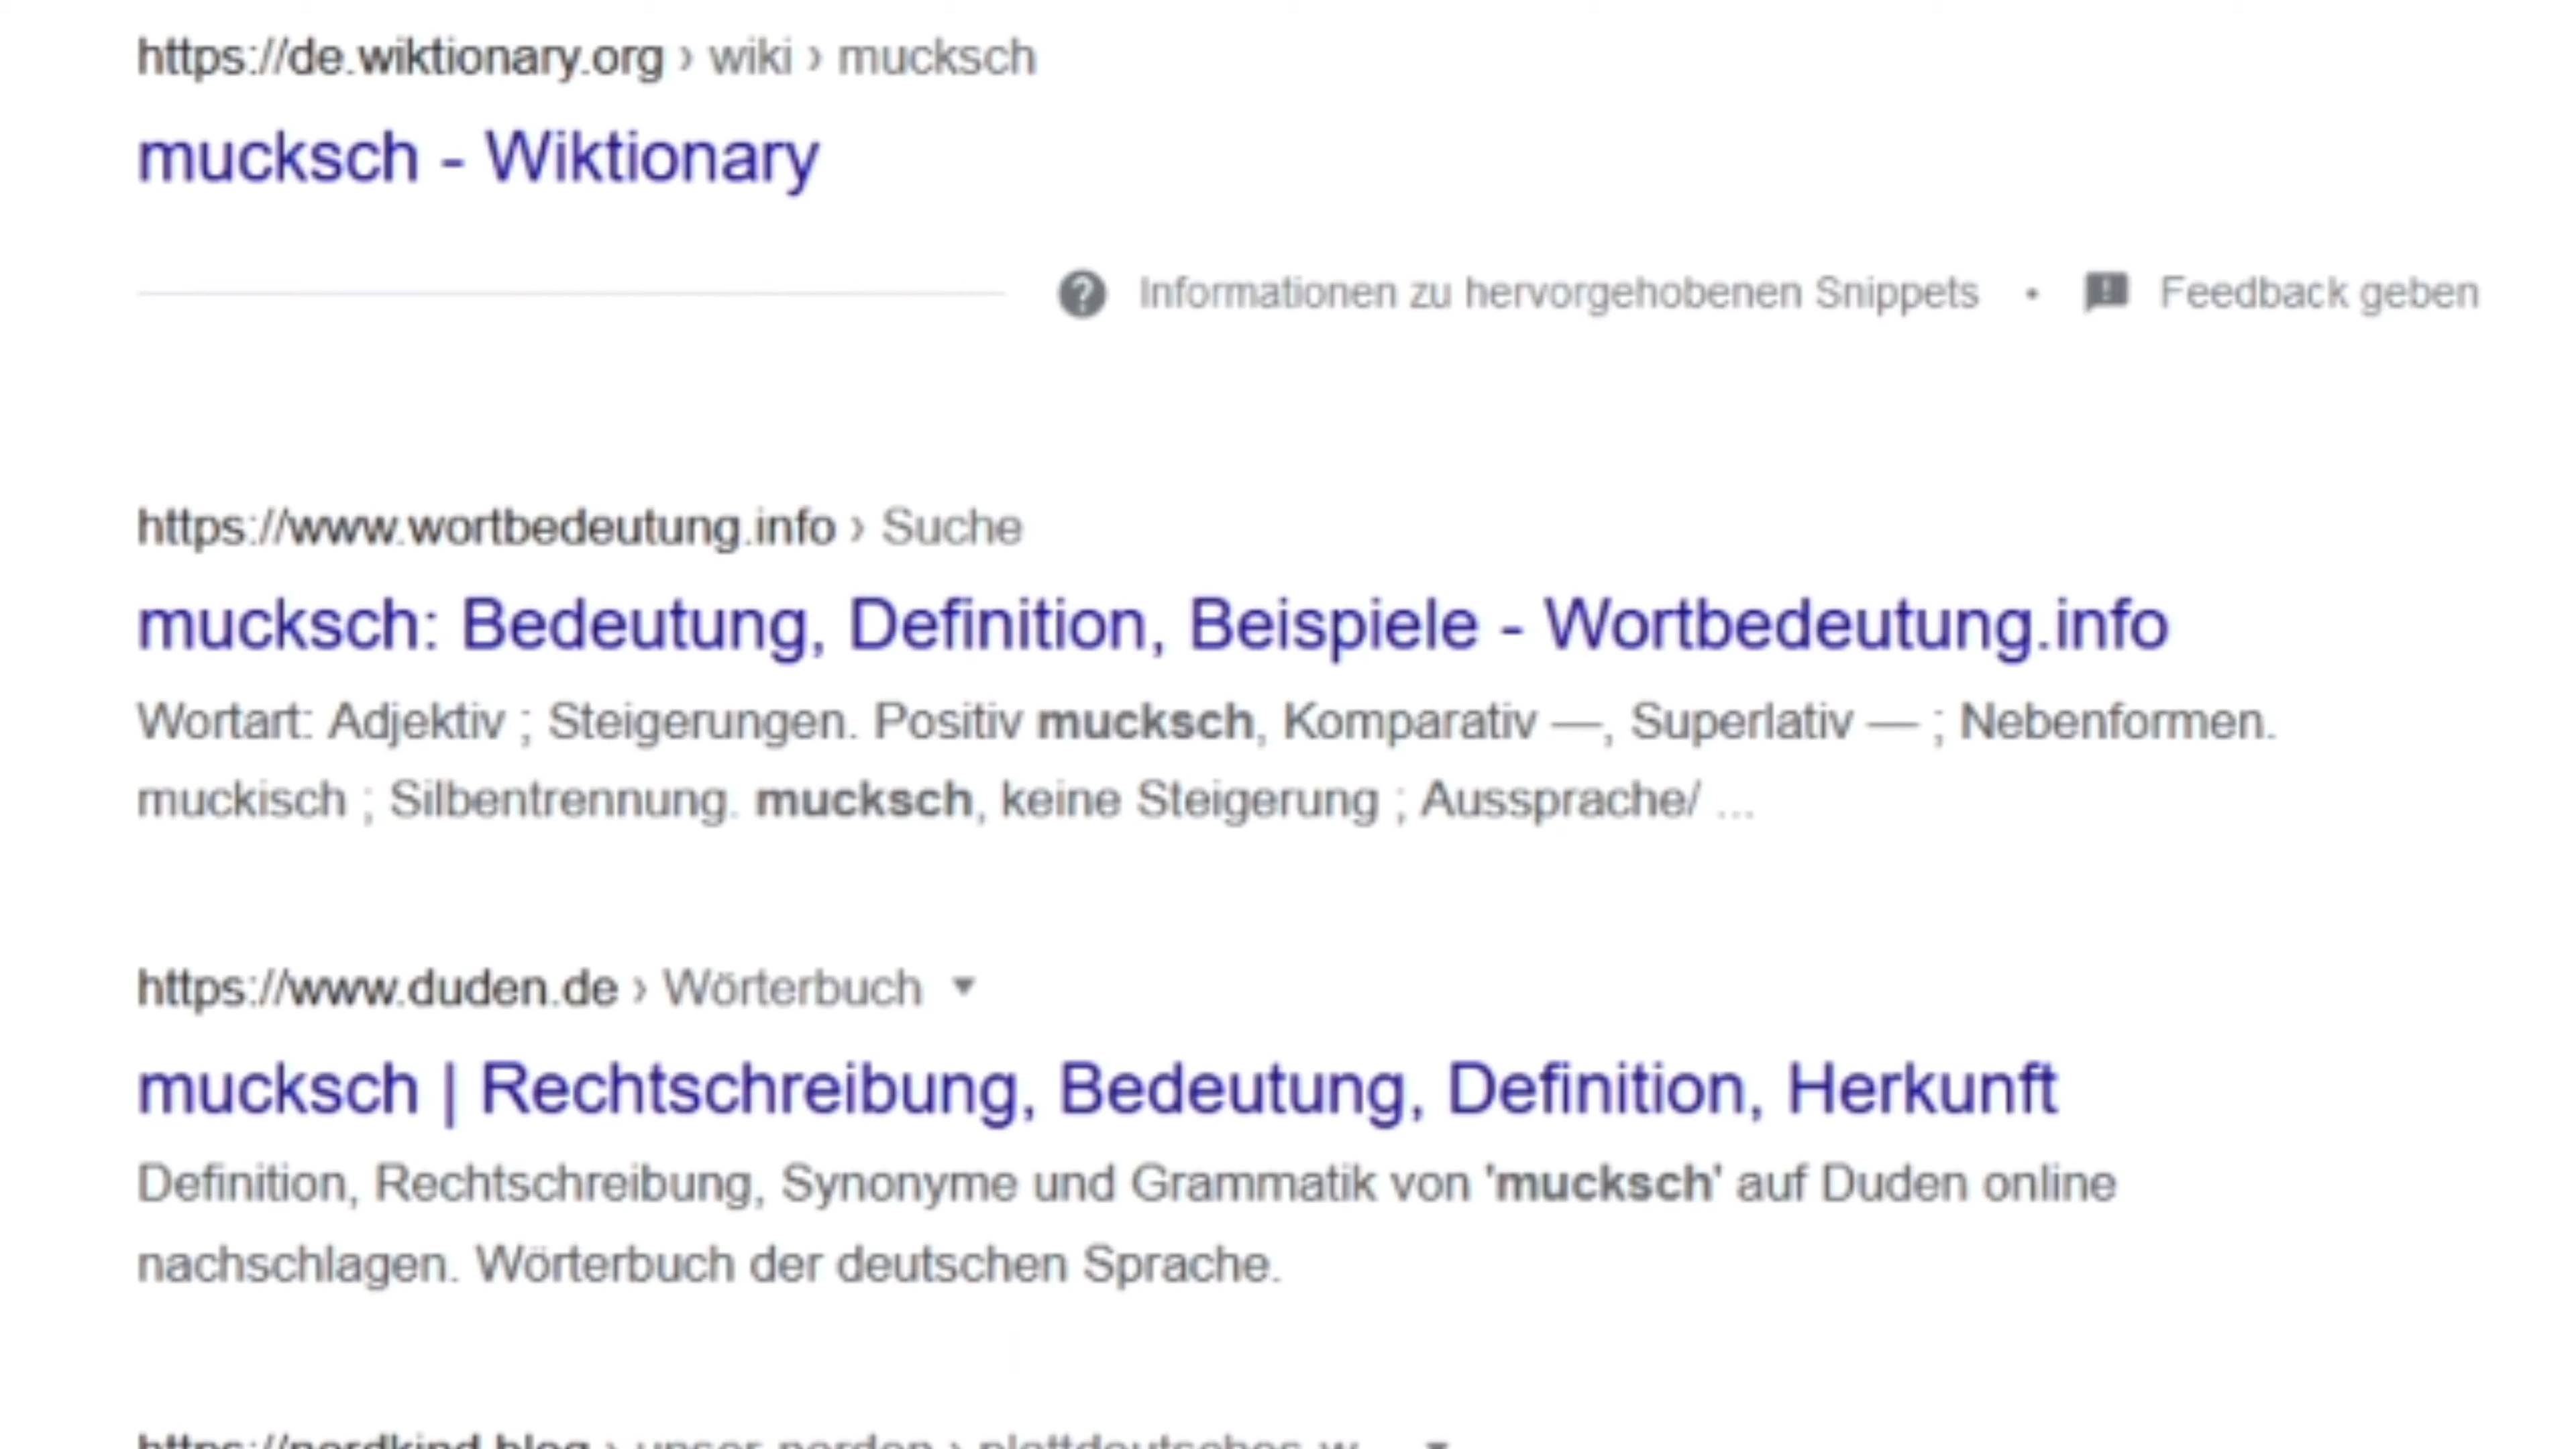 https://de.wiktionary.org › wiki › mucksch
mucksch - Wiktionary
Informationen zu hervorgehobenen Snippets • Feedback geben
https://www.wortbedeutung.info › Suche
mucksch: Bedeutung, Definition, Beispiele - Wortbedeutung.info
Wortart: Adjektiv ; Steigerungen. Positiv mucksch, Komparativ —, Superlativ — ; Nebenformen.
muckisch ; Silbentrennung. mucksch, keine Steigerung ; Aussprache/ ...
https://www.duden.de › Wörterbuch
mucksch | Rechtschreibung, Bedeutung, Definition, Herkunft
Definition, Rechtschreibung, Synonyme und Grammatik von 'mucksch' auf Duden online
nachschlagen. Wörterbuch der deutschen Sprache.